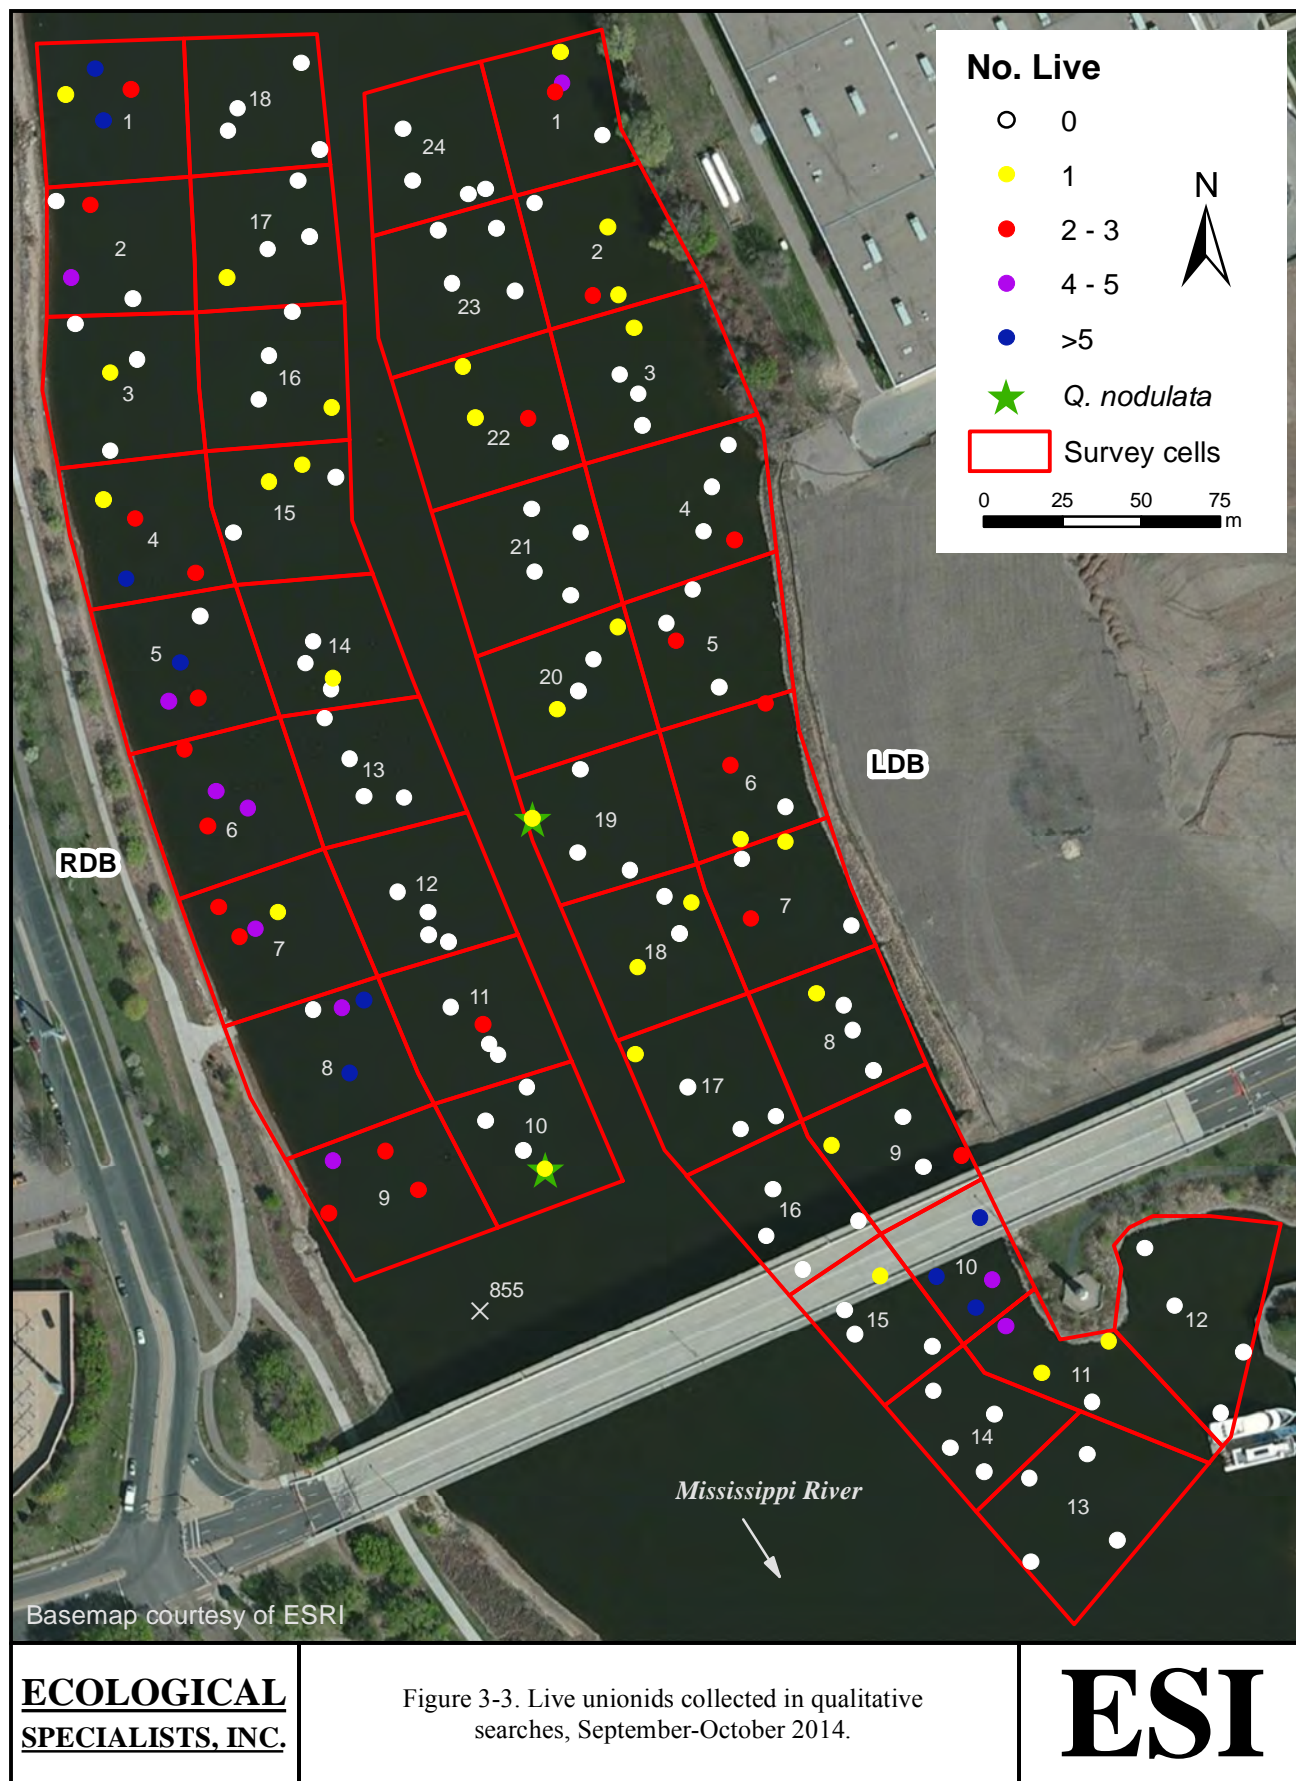 No. Live
0
1
2 - 3
4 - 5
>5
Q. nodulata
Survey cells
0 25 50 75
m
N
1
18
2
17
3
16
4
15
5
14
6
13
7
12
8
11
9
10
24
1
23
2
22
3
21
4
20
5
19
6
18
7
17
8
16
9
15
10
14
11
13
12
RDB
LDB
855
Mississippi River
Basemap courtesy of ESRI
ECOLOGICAL
SPECIALISTS, INC.
Figure 3-3. Live unionids collected in qualitative
searches, September-October 2014.
ESI